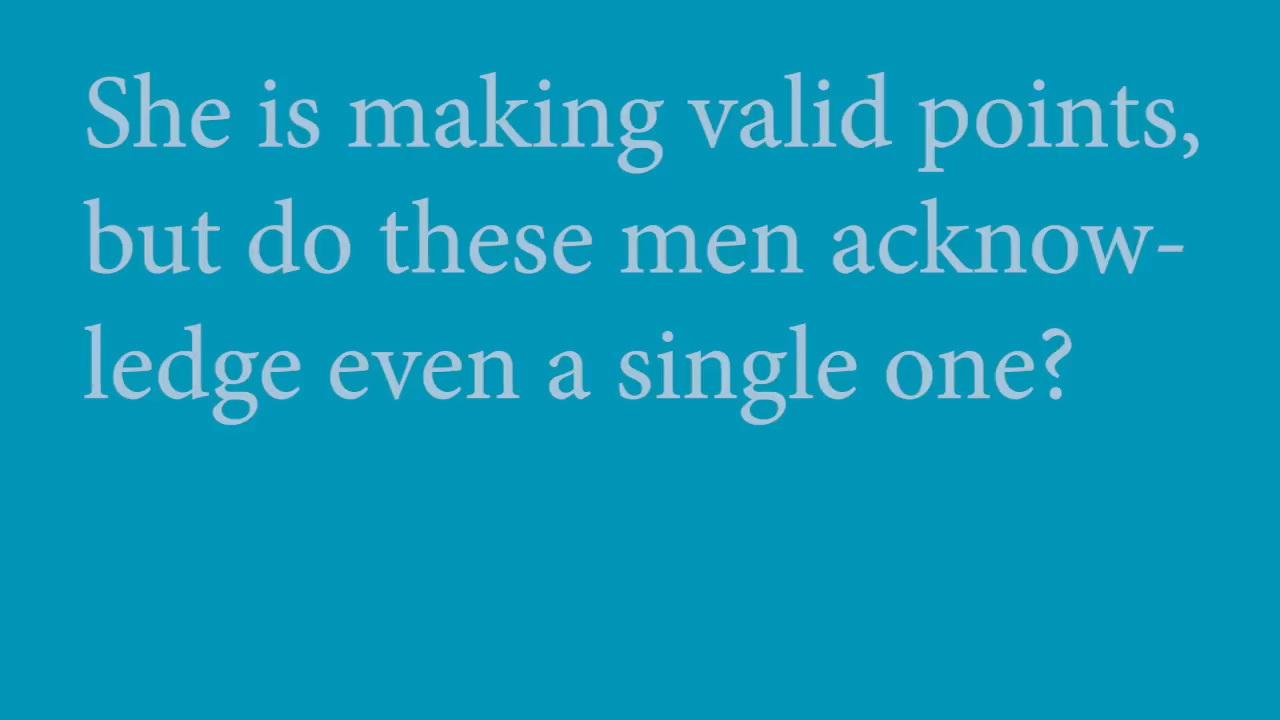 She is making valid points,
but do these men acknow-
ledge even a single one?